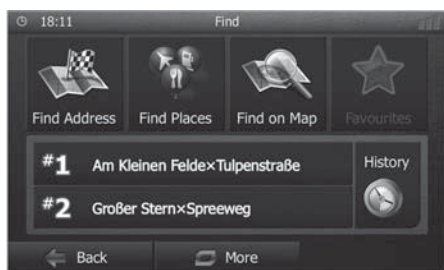 18:11 Find
Find Address Find Places Find on Map Favourites
#1 Am Kleinen Felde×Tulpenstraße History
#2 Großer Stern×Spreeweg
Back More